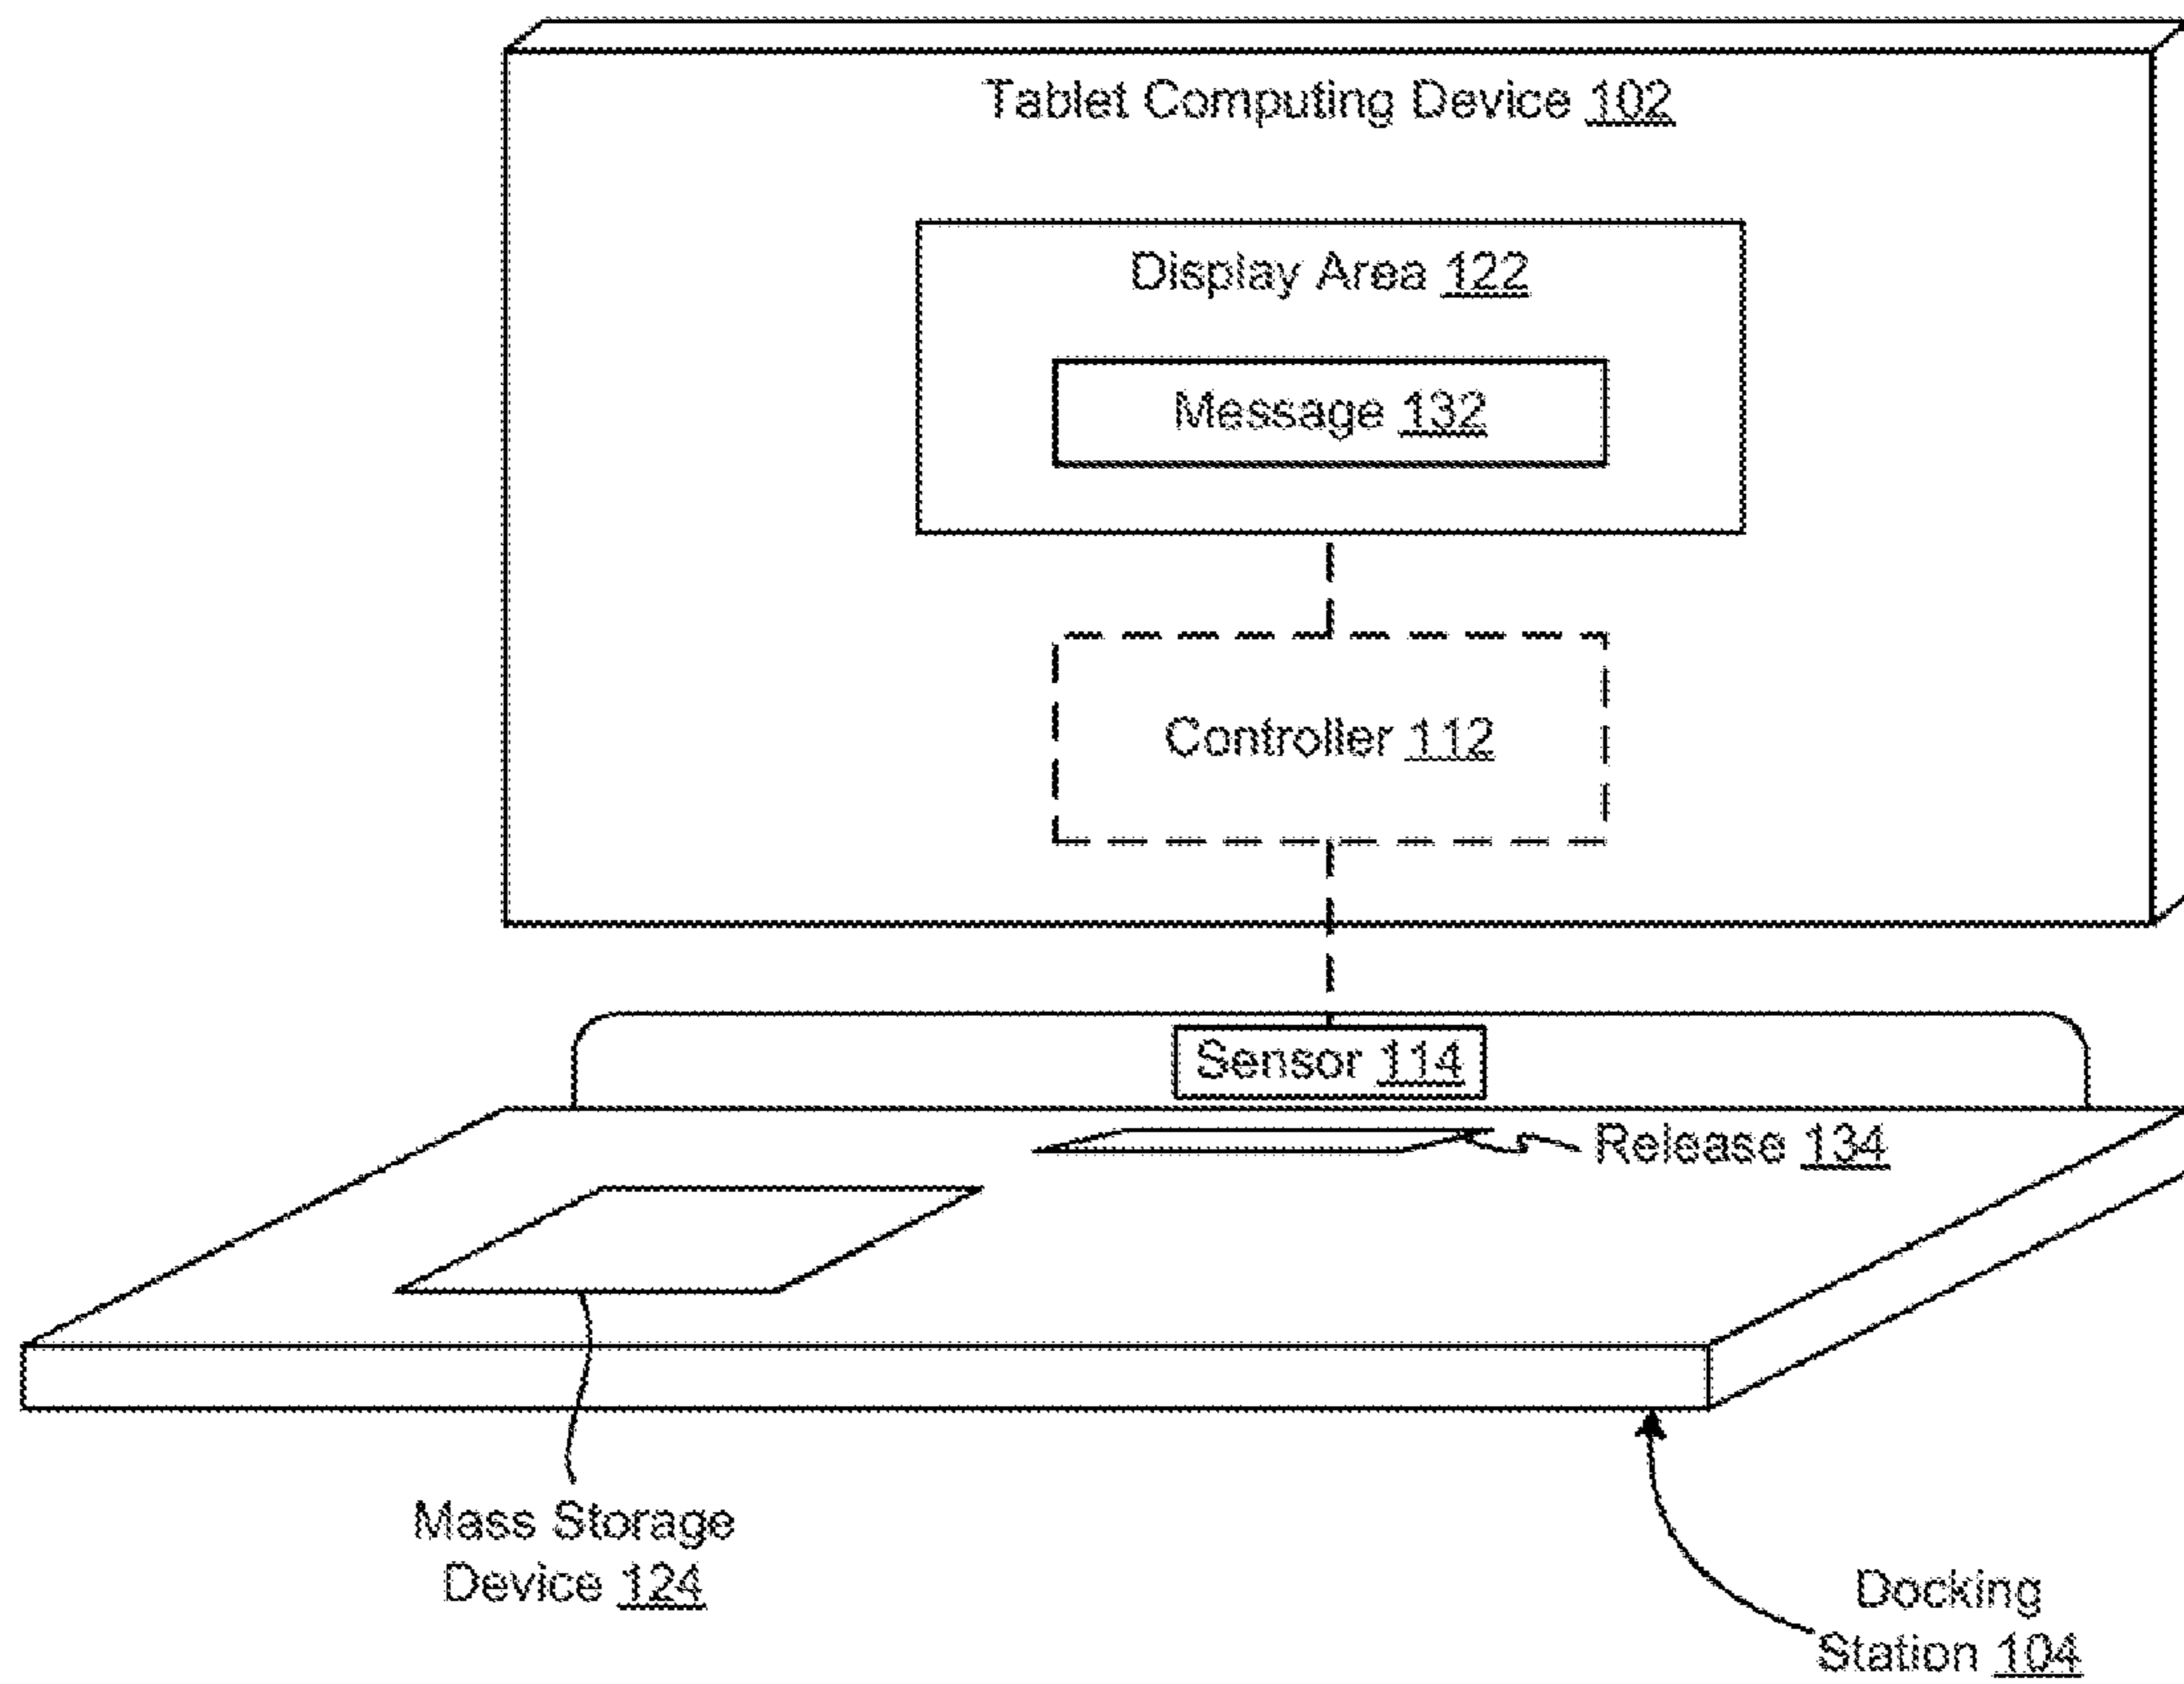 Tablet Computing Device 102
Display Area 122
Message 132
Controller 112
Sensor 114
Release 134
Mass Storage
Device 124
Docking
Station 104